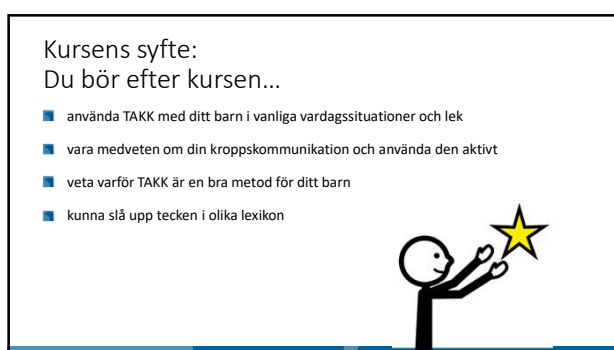 Kursens syfte:
Du bör efter kursen…
använda TAKK med ditt barn i vanliga vardagssituationer och lek
vara medveten om din kroppskommunikation och använda den aktivt
veta varför TAKK är en bra metod för ditt barn
kunna slå upp tecken i olika lexikon